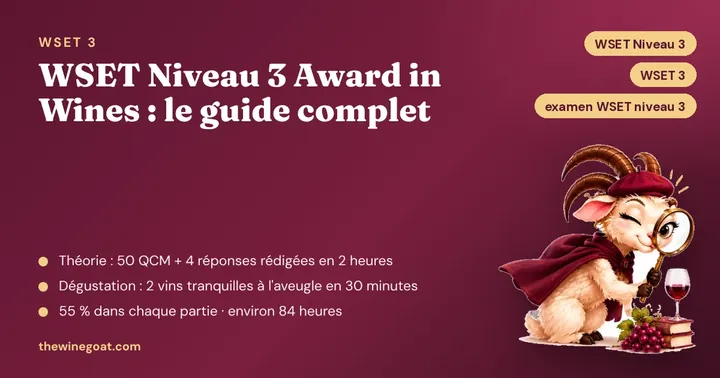 WSET 3
WSET Niveau 3 Award in
Wines : le guide complet
WSET Niveau 3
WSET 3
examen WSET niveau 3
Théorie : 50 QCM + 4 réponses rédigées en 2 heures
Dégustation : 2 vins tranquilles à l'aveugle en 30 minutes
55 % dans chaque partie · environ 84 heures
thewinegoat.com